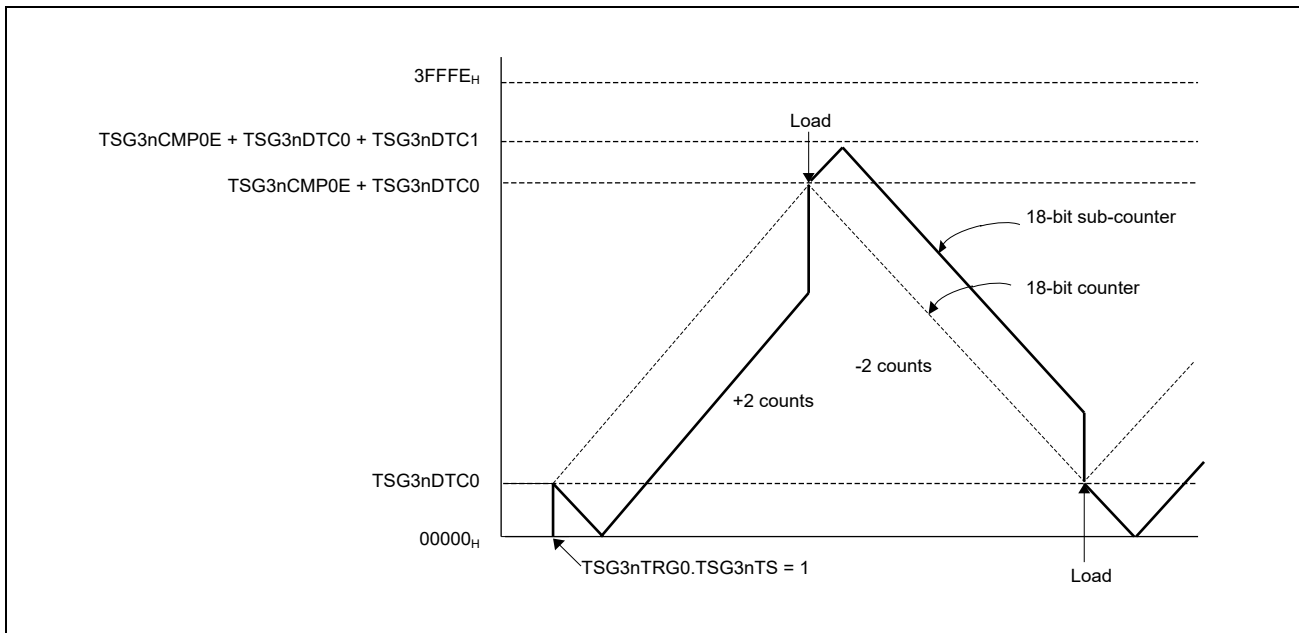 3FFFEH
Load
TSG3nCMP0E + TSG3nDTC0 + TSG3nDTC1
TSG3nCMP0E + TSG3nDTC0
18-bit sub-counter
18-bit counter
-2 counts
+2 counts
TSG3nDTC0
00000H
TSG3nTRG0.TSG3nTS = 1
Load